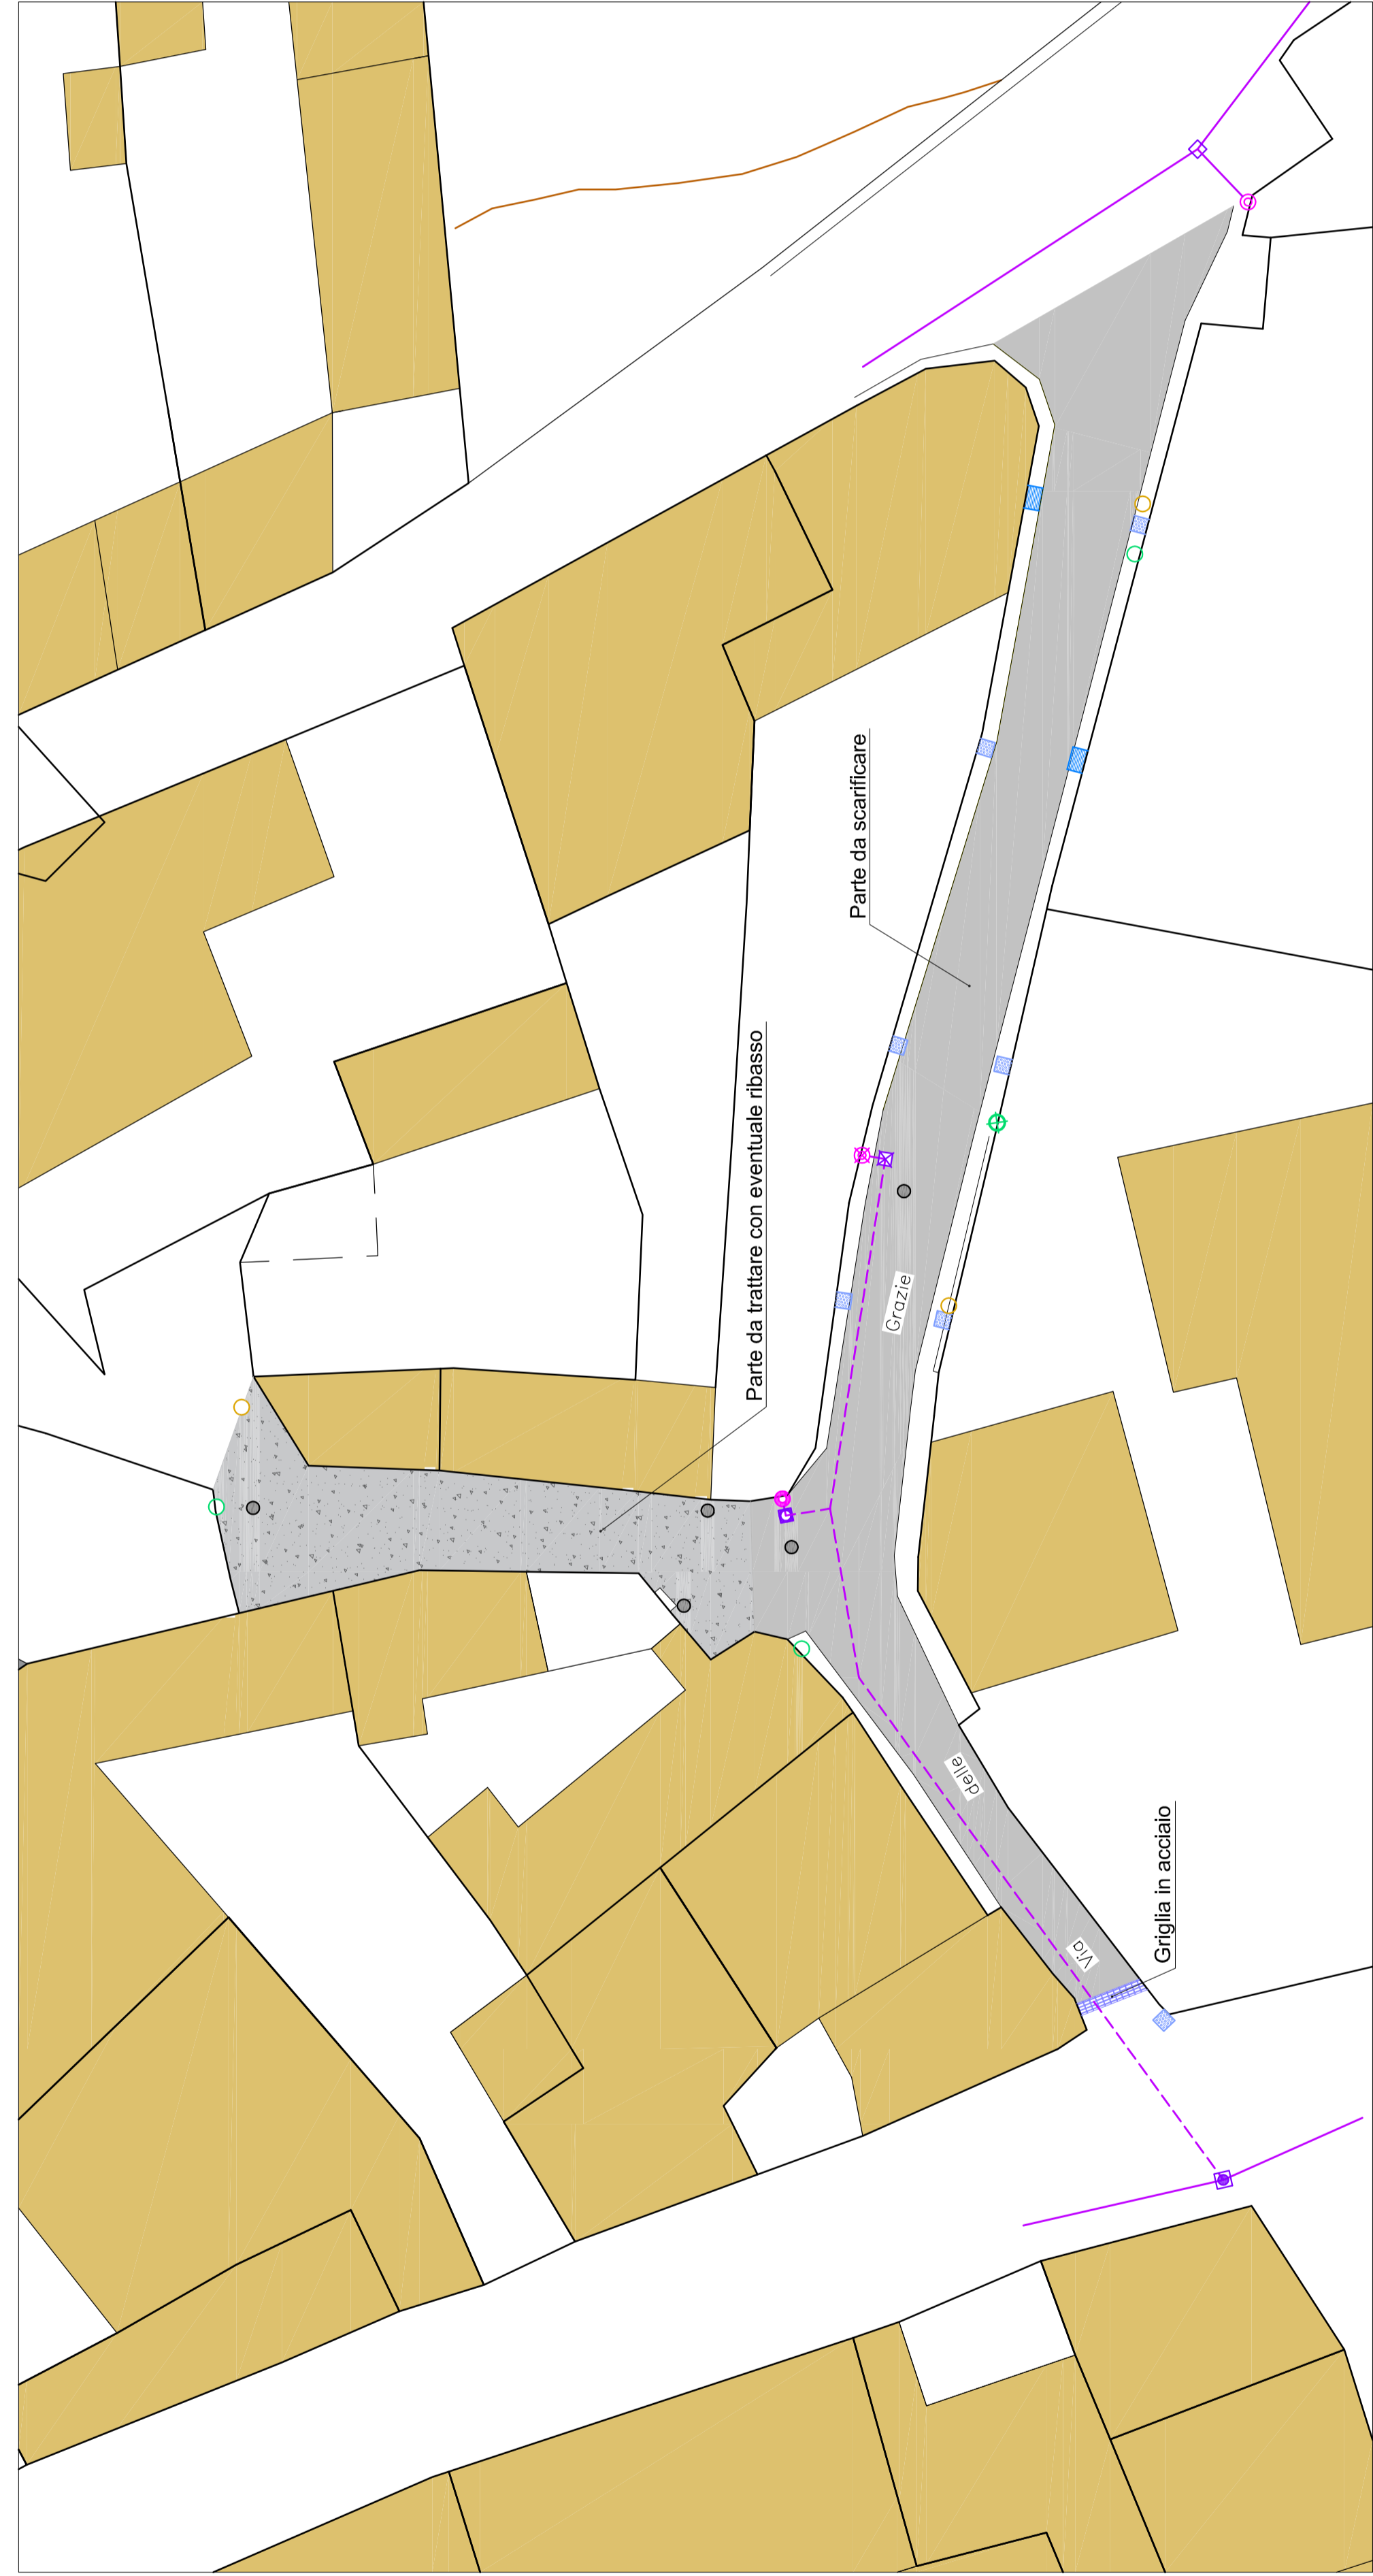 Parte da scarificare
Parte da trattare con eventuale ribasso
Griglia in acciaio
Via
delle
Grazie